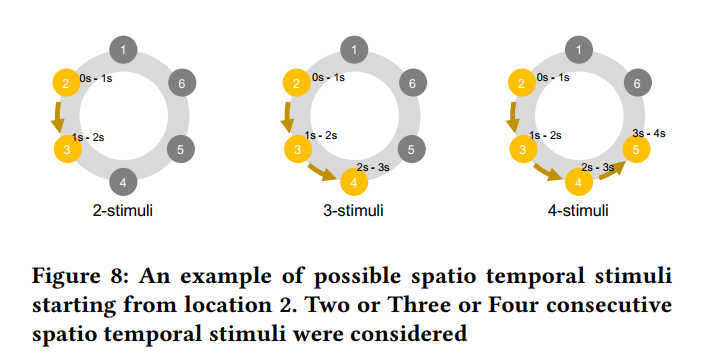 1
2
0s - 1s
6
1s - 2s
3
5
4
2-stimuli
1
2
0s - 1s
6
1s - 2s
3
5
2s - 3s
4
3-stimuli
1
2
0s - 1s
6
1s - 2s
3s - 4s
3
5
2s - 3s
4
4-stimuli
Figure 8: An example of possible spatio temporal stimuli
starting from location 2. Two or Three or Four consecutive
spatio temporal stimuli were considered